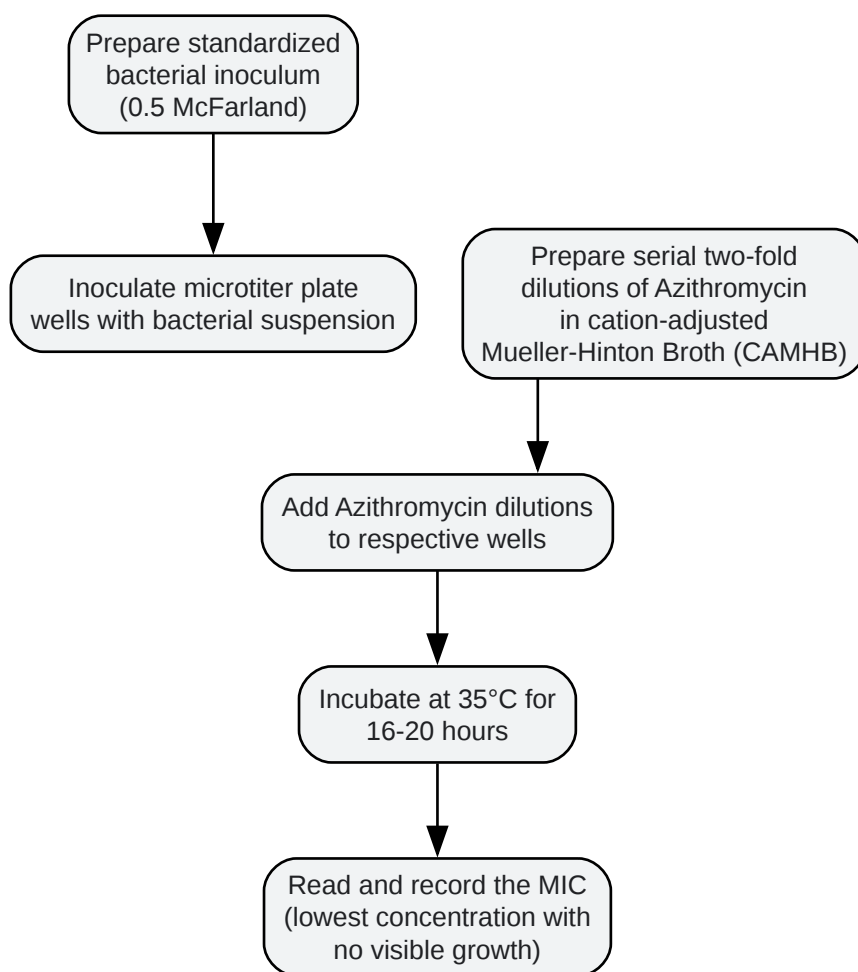 Prepare standardized
bacterial inoculum
(0.5 McFarland)
Inoculate microtiter plate
wells with bacterial suspension
Prepare serial two-fold
dilutions of Azithromycin
in cation-adjusted
Mueller-Hinton Broth (CAMHB)
Add Azithromycin dilutions
to respective wells
Incubate at 35°C for
16-20 hours
Read and record the MIC
(lowest concentration with
no visible growth)